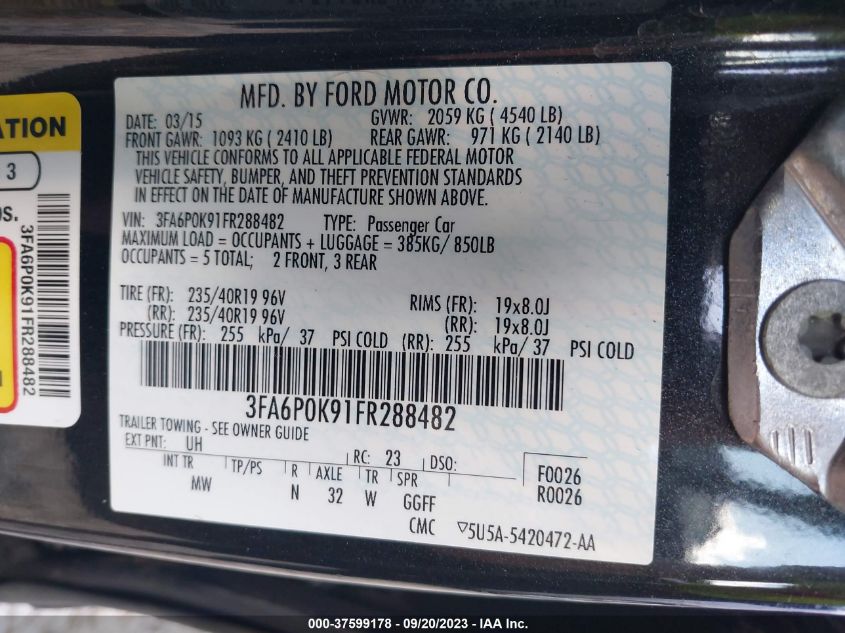 MFD. BY FORD MOTOR CO.
DATE: 03/15 GVWR: 2059 KG ( 4540 LB)
FRONT GAWR: 1093 KG ( 2410 LB) REAR GAWR: 971 KG ( 2140 LB)
THIS VEHICLE CONFORMS TO ALL APPLICABLE FEDERAL MOTOR
VEHICLE SAFETY, BUMPER, AND THEFT PREVENTION STANDARDS
IN EFFECT ON THE DATE OF MANUFACTURE SHOWN ABOVE.
VIN: 3FA6P0K91FR288482 TYPE: Passenger Car
MAXIMUM LOAD = OCCUPANTS + LUGGAGE = 385KG/ 850LB
OCCUPANTS = 5 TOTAL; 2 FRONT, 3 REAR
TIRE (FR): 235/40R19 96V RIMS (FR): 19x8.0J
(RR): 235/40R19 96V (RR): 19x8.0J
PRESSURE (FR): 255 kPa/ 37 PSI COLD (RR): 255 kPa/ 37 PSI COLD
3FA6P0K91FR288482
TRAILER TOWING - SEE OWNER GUIDE
EXT PNT: UH RC: 23 DSO: F0026
INT TR TP/PS R AXLE TR SPR R0026
MW N 32 W GGFF
CMC 5U5A-5420472-AA
ATION
3
3FA6P0K91FR288482
000-37599178 - 09/20/2023 - IAAI.com